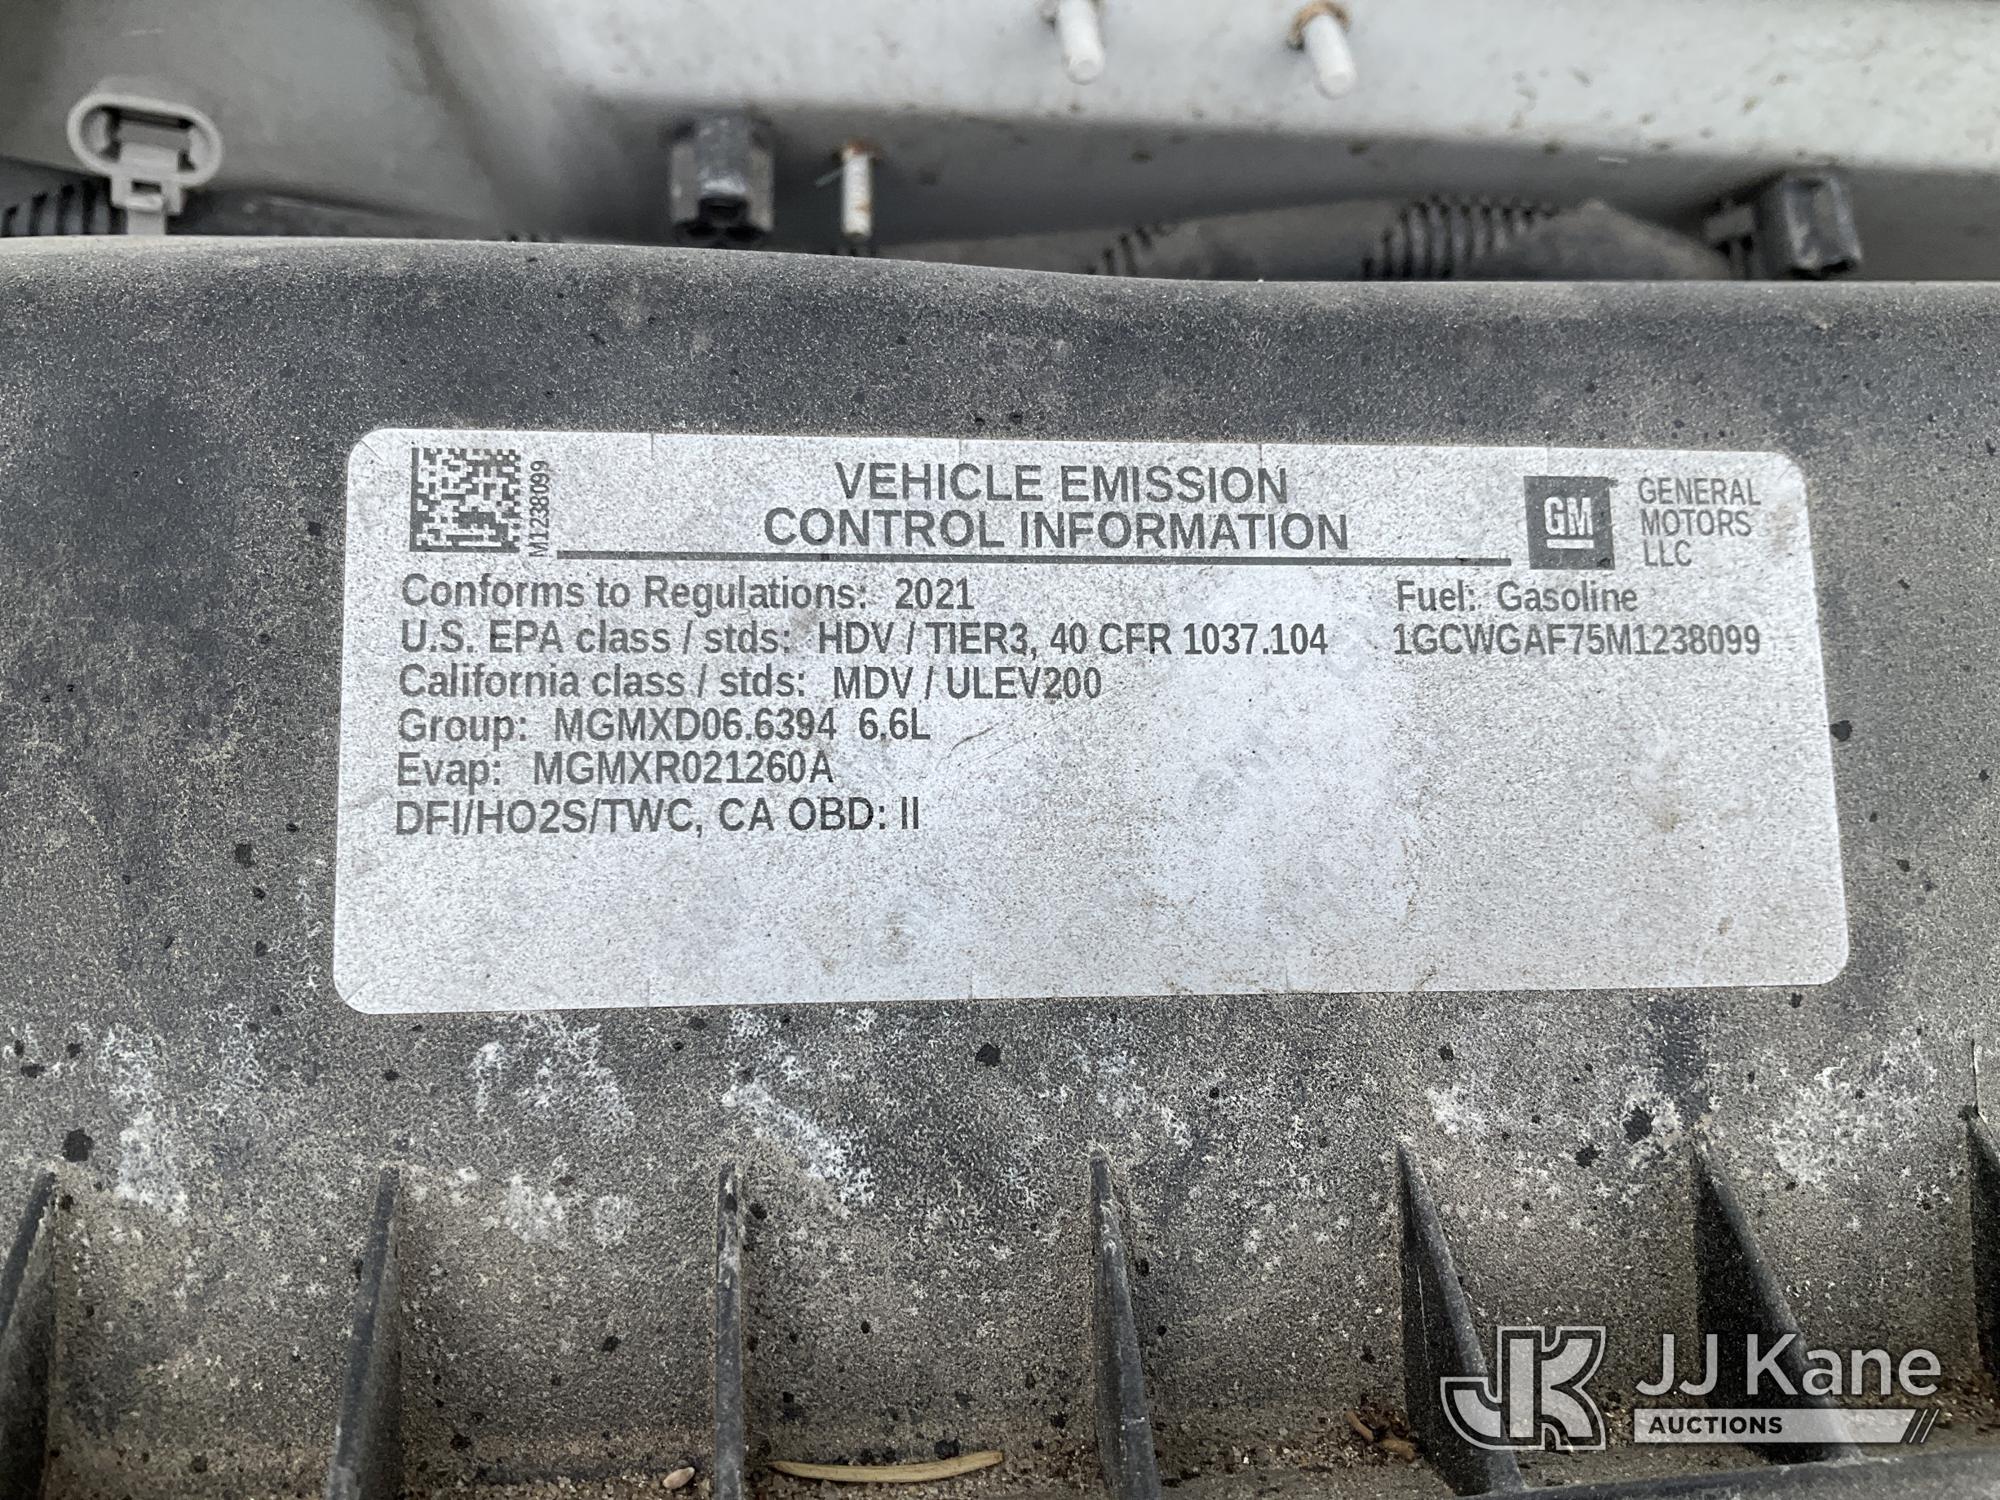 M1238099
VEHICLE EMISSION
CONTROL INFORMATION
GM
GENERAL
MOTORS
LLC
Conforms to Regulations: 2021
Fuel: Gasoline
U.S. EPA class / stds: HDV / TIER3, 40 CFR 1037.104
1GCWGAF75M1238099
California class / stds: MDV / ULEV200
Group: MGMXD06.6394 6.6L
Evap: MGMXR021260A
DFI/HO2S/TWC, CA OBD: II
JK
JJ Kane
AUCTIONS